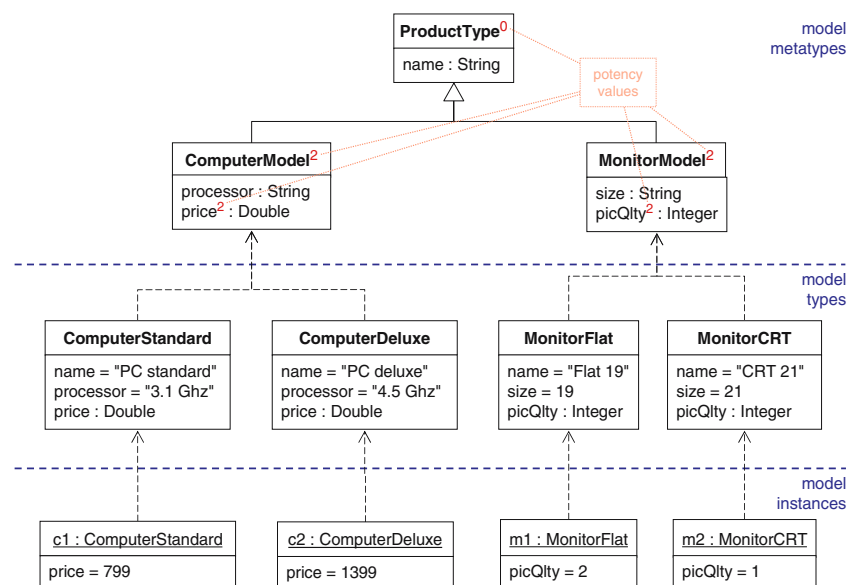 ProductType0
name : String
model
metatypes
potency
values
ComputerModel2
processor : String
price2 : Double
MonitorModel2
size : String
picQlty2 : Integer
model
types
ComputerStandard
name = "PC standard"
processor = "3.1 Ghz"
price : Double
ComputerDeluxe
name = "PC deluxe"
processor = "4.5 Ghz"
price : Double
MonitorFlat
name = "Flat 19"
size = 19
picQlty : Integer
MonitorCRT
name = "CRT 21"
size = 21
picQlty : Integer
model
instances
c1 : ComputerStandard
price = 799
c2 : ComputerDeluxe
price = 1399
m1 : MonitorFlat
picQlty = 2
m2 : MonitorCRT
picQlty = 1